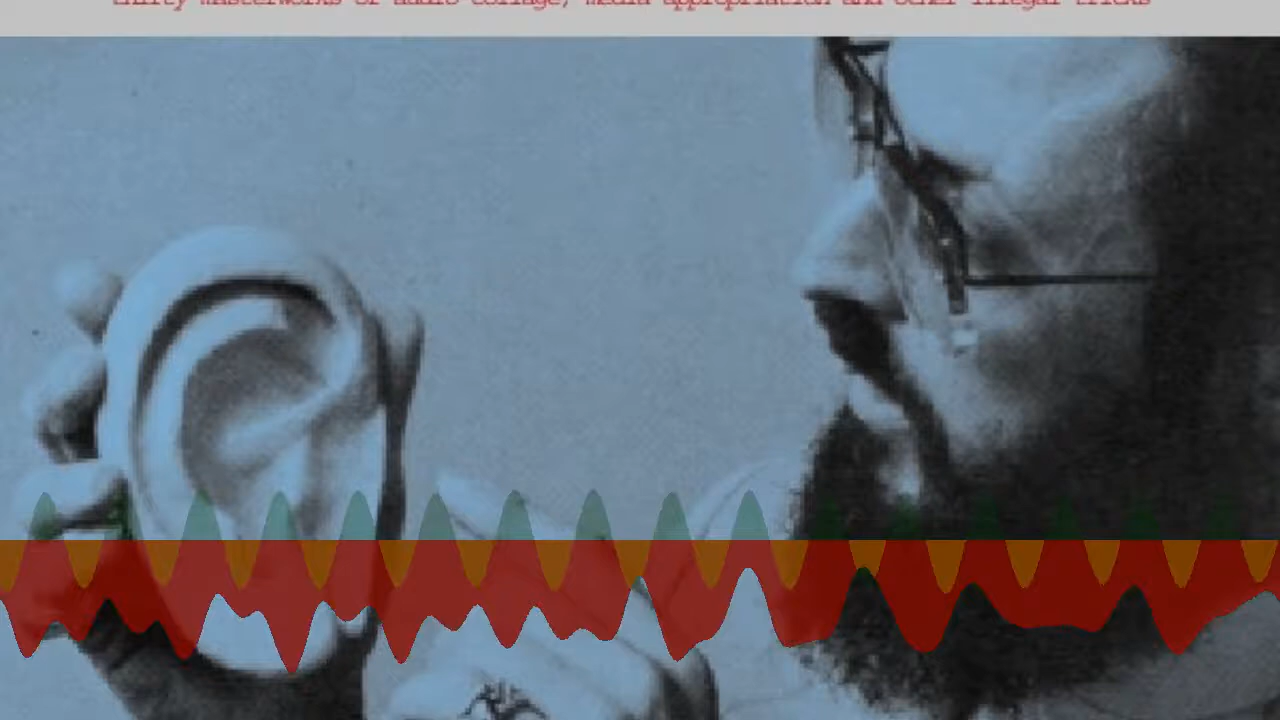 thirty masterworks of audio collage, media appropriation and other illegal tricks